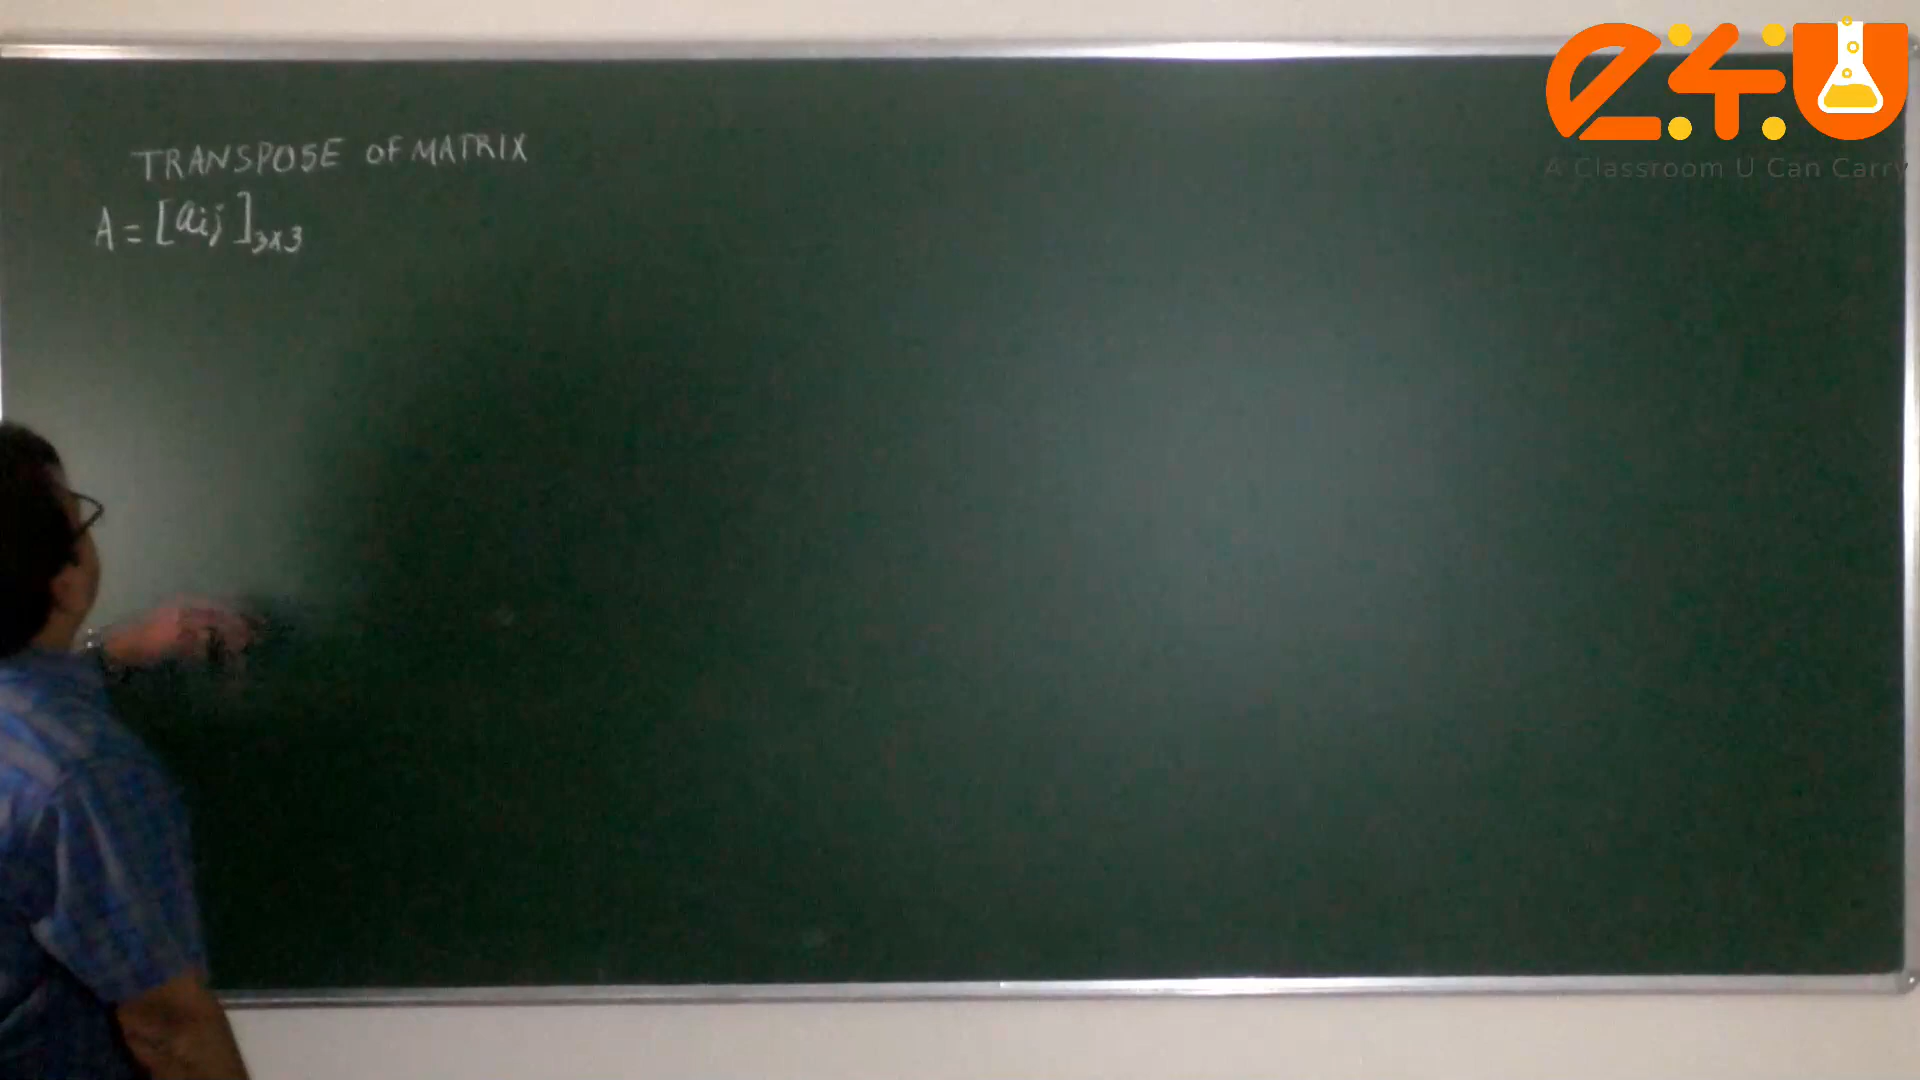 e4U
A Classroom U Can Carry
TRANSPOSE OF MATRIX
A = [aij]3x3